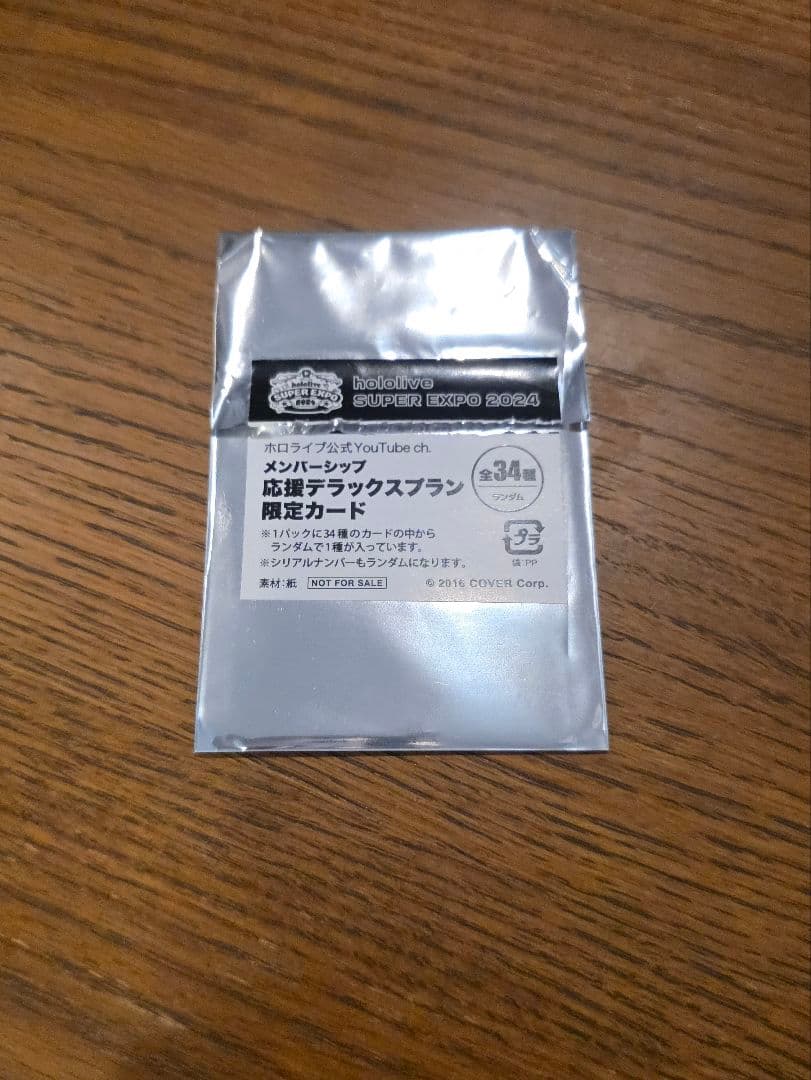 hololive
SUPER EXPO
2024
hololive
SUPER EXPO 2024
ホロライブ公式YouTube ch.
メンバーシップ
応援デラックスプラン
限定カード
全34種
ランダム
※1パックに34種のカードの中から
ランダムで1種が入っています。
※シリアルナンバーもランダムになります。
プラ
袋:PP
素材:紙 NOT FOR SALE © 2016 COVER Corp.